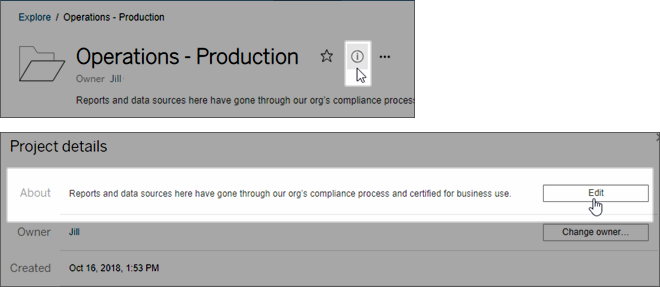 Explore / Operations - Production
Operations - Production
Owner Jill
Reports and data sources here have gone through our org's compliance process
Project details
About Reports and data sources here have gone through our org's compliance process and certified for business use. Edit
Owner Jill Change owner...
Created Oct 16, 2018, 1:53 PM